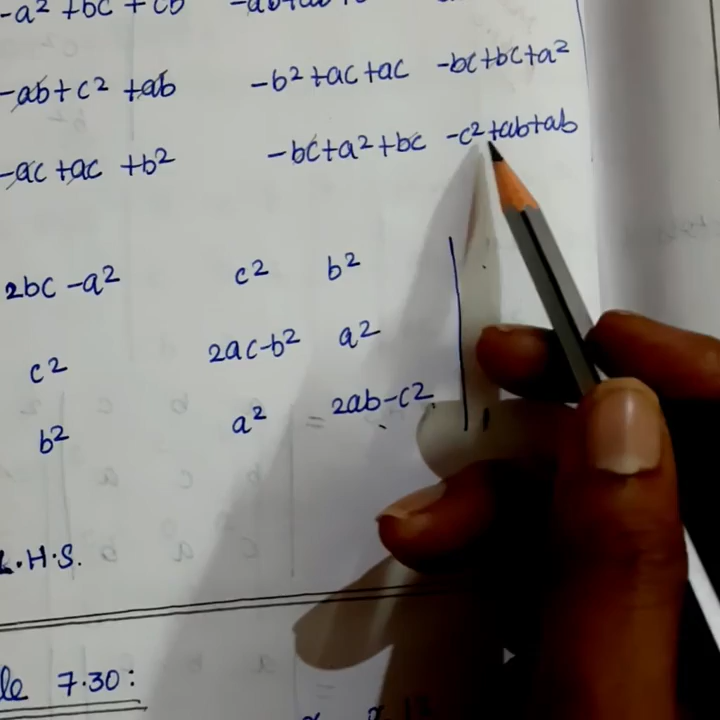 -a² +bc + cb
-ab+c² +ab -b² +ac +ac -bc+bc+a²
-ac +ac +b² -bc+a² +bc -c²+ab+ab
2bc -a² c² b²
c² 2ac-b² a²
b² a² = 2ab-c²
L.H.S.
le 7.30: